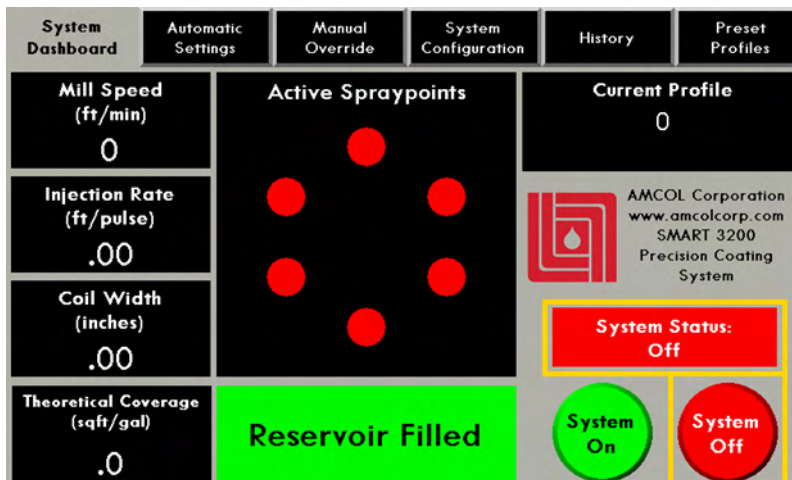 System
Dashboard
Automatic
Settings
Manual
Override
System
Configuration
History
Preset
Profiles
Mill Speed
(ft/min)
0
Injection Rate
(ft/pulse)
.00
Coil Width
(inches)
.00
Theoretical Coverage
(sqft/gal)
.0
Active Spraypoints
Reservoir Filled
Current Profile
0
AMCOL Corporation
www.amcolcorp.com
SMART 3200
Precision Coating
System
System Status:
Off
System
On
System
Off